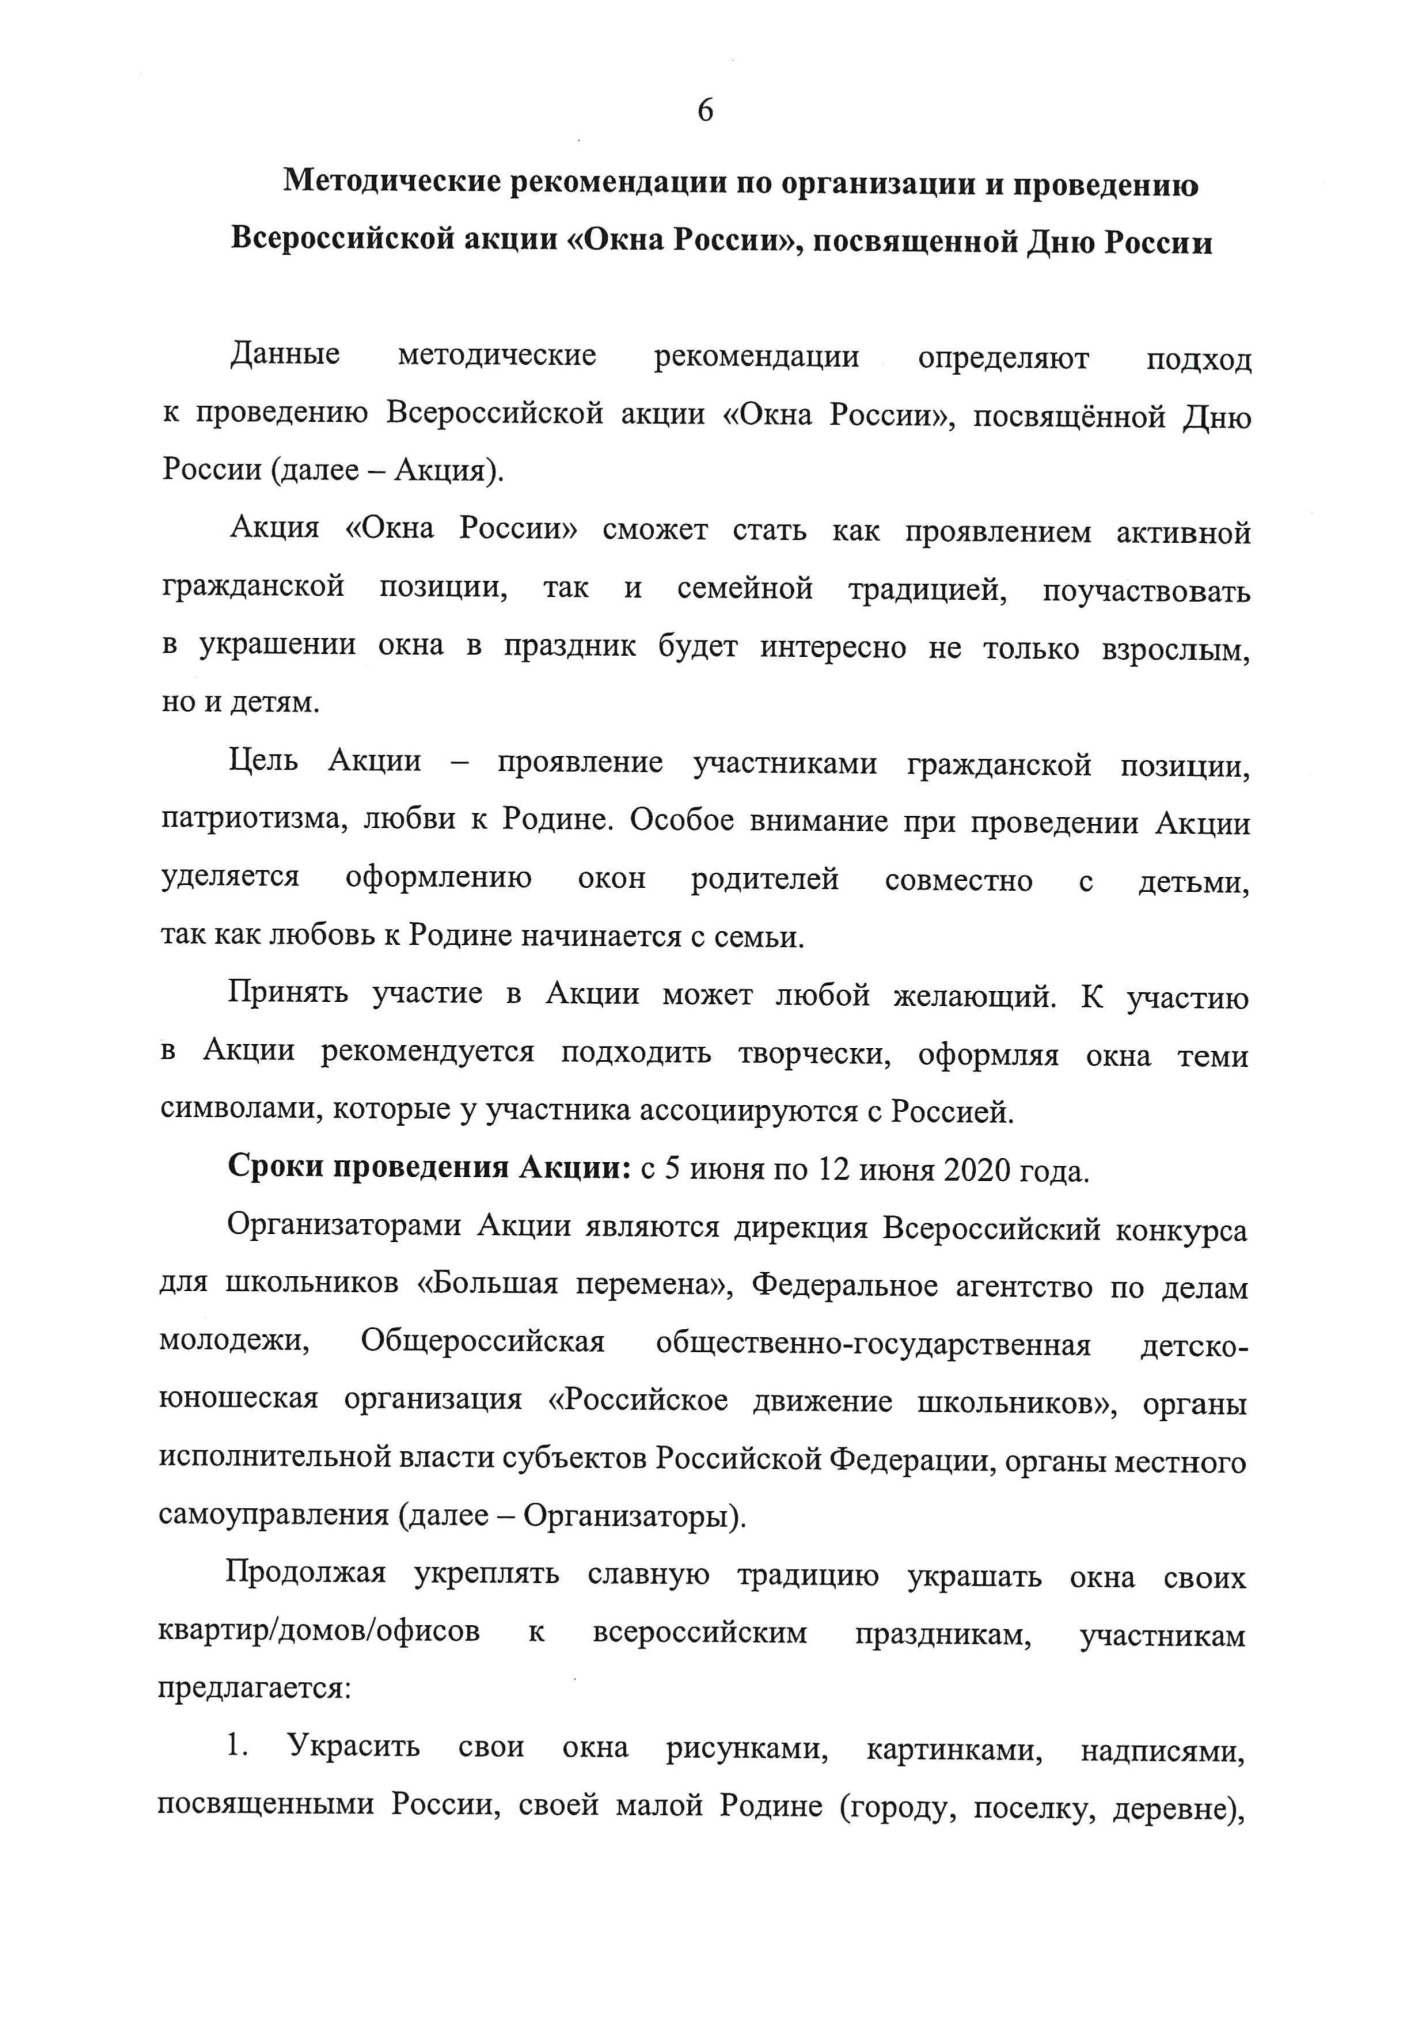 6
Методические рекомендации по организации и проведению
Всероссийской акции «Окна России», посвященной Дню России
Данные методические рекомендации определяют подход
к проведению Всероссийской акции «Окна России», посвящённой Дню
России (далее – Акция).
Акция «Окна России» сможет стать как проявлением активной
гражданской позиции, так и семейной традицией, поучаствовать
в украшении окна в праздник будет интересно не только взрослым,
но и детям.
Цель Акции – проявление участниками гражданской позиции,
патриотизма, любви к Родине. Особое внимание при проведении Акции
уделяется оформлению окон родителей совместно с детьми,
так как любовь к Родине начинается с семьи.
Принять участие в Акции может любой желающий. К участию
в Акции рекомендуется подходить творчески, оформляя окна теми
символами, которые у участника ассоциируются с Россией.
Сроки проведения Акции: с 5 июня по 12 июня 2020 года.
Организаторами Акции являются дирекция Всероссийский конкурса
для школьников «Большая перемена», Федеральное агентство по делам
молодежи, Общероссийская общественно-государственная детско-
юношеская организация «Российское движение школьников», органы
исполнительной власти субъектов Российской Федерации, органы местного
самоуправления (далее – Организаторы).
Продолжая укреплять славную традицию украшать окна своих
квартир/домов/офисов к всероссийским праздникам, участникам
предлагается:
1. Украсить свои окна рисунками, картинками, надписями,
посвященными России, своей малой Родине (городу, поселку, деревне),